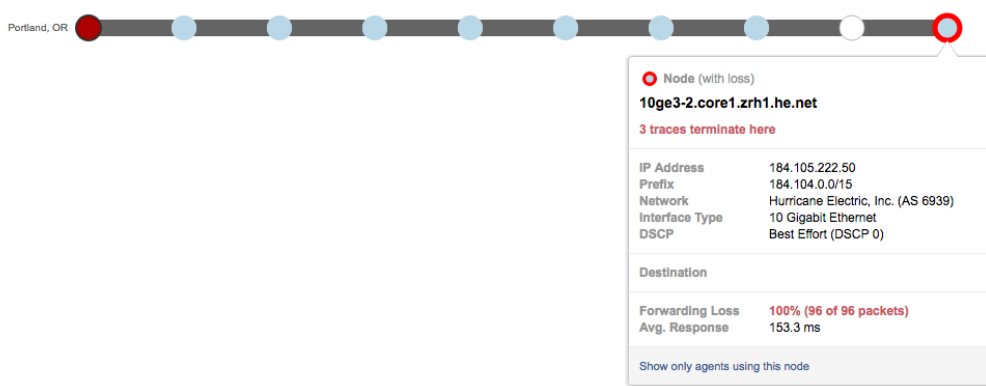 Portland, OR
Node (with loss)
10ge3-2.core1.zrh1.he.net
3 traces terminate here
IP Address 184.105.222.50
Prefix 184.104.0.0/15
Network Hurricane Electric, Inc. (AS 6939)
Interface Type 10 Gigabit Ethernet
DSCP Best Effort (DSCP 0)
Destination
Forwarding Loss 100% (96 of 96 packets)
Avg. Response 153.3 ms
Show only agents using this node